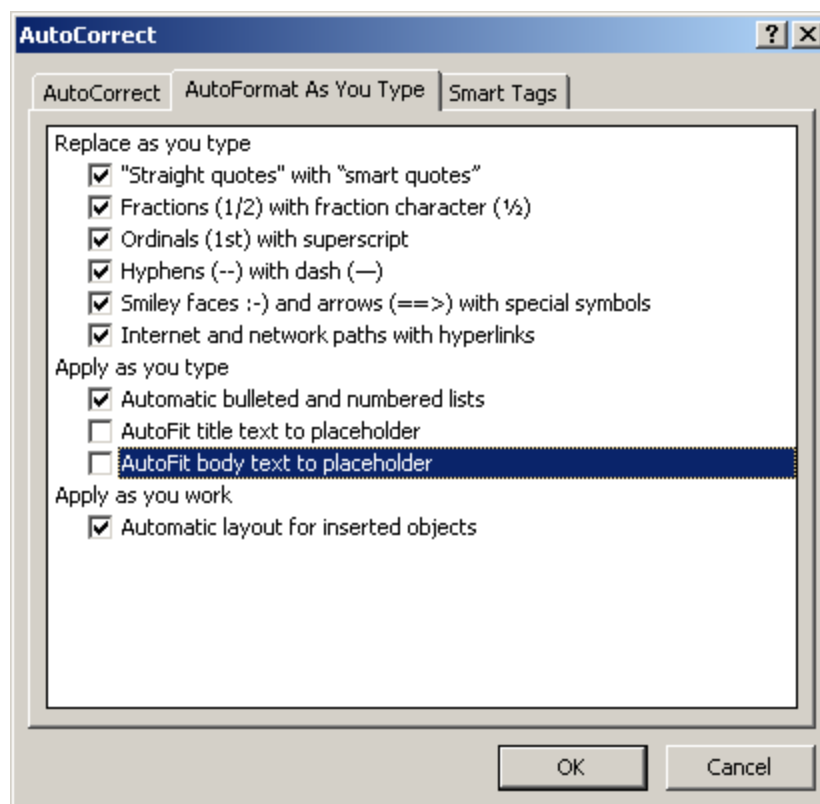 AutoCorrect
AutoCorrect AutoFormat As You Type Smart Tags
Replace as you type
"Straight quotes" with “smart quotes”
Fractions (1/2) with fraction character (½)
Ordinals (1st) with superscript
Hyphens (--) with dash (—)
Smiley faces :-) and arrows (==>) with special symbols
Internet and network paths with hyperlinks
Apply as you type
Automatic bulleted and numbered lists
AutoFit title text to placeholder
AutoFit body text to placeholder
Apply as you work
Automatic layout for inserted objects
OK Cancel